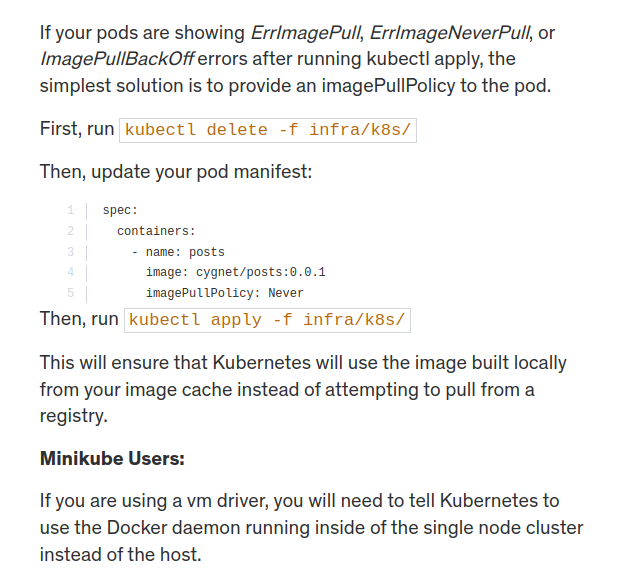 If your pods are showing ErrImagePull, ErrImageNeverPull, or
ImagePullBackOff errors after running kubectl apply, the
simplest solution is to provide an imagePullPolicy to the pod.
First, run kubectl delete -f infra/k8s/
Then, update your pod manifest:
1 spec:
2   containers:
3     - name: posts
4       image: cygnet/posts:0.0.1
5       imagePullPolicy: Never
Then, run kubectl apply -f infra/k8s/
This will ensure that Kubernetes will use the image built locally
from your image cache instead of attempting to pull from a
registry.
Minikube Users:
If you are using a vm driver, you will need to tell Kubernetes to
use the Docker daemon running inside of the single node cluster
instead of the host.